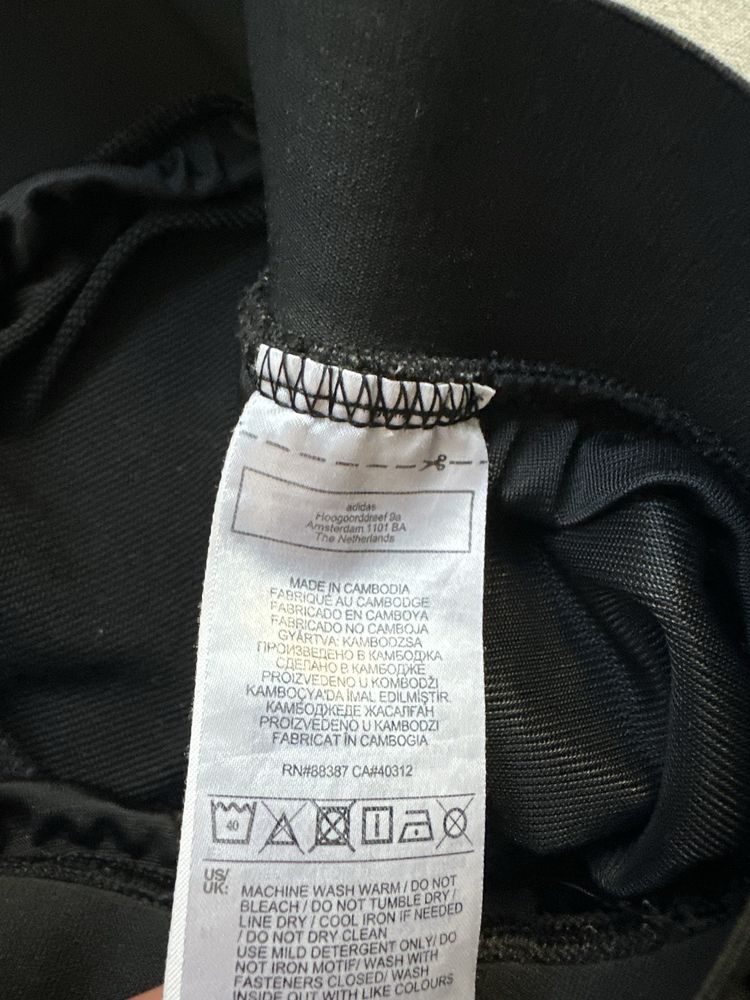 adidas
Hoogoorddreef 9a
Amsterdam 1101 BA
The Netherlands
MADE IN CAMBODIA
FABRIQUÉ AU CAMBODGE
FABRICADO EN CAMBOYA
FABRICADO NO CAMBOJA
GYÁRTVA: KAMBODZSA
ПРОИЗВЕДЕНО В КАМБОДЖА
СДЕЛАНО В КАМБОДЖЕ
PROIZVEDENO U KOMBODŽI
KAMBOÇYA'DA İMAL EDİLMİŞTİR.
КАМБОДЖЕДЕ ЖАСАЛҒАН
PROIZVEDENO U KAMBODŽI
FABRICAT ÎN CAMBOGIA
RN#88387 CA#40312
40
US/
UK:
MACHINE WASH WARM / DO NOT
BLEACH / DO NOT TUMBLE DRY /
LINE DRY / COOL IRON IF NEEDED
/ DO NOT DRY CLEAN
USE MILD DETERGENT ONLY/ DO
NOT IRON MOTIF/ WASH WITH
FASTENERS CLOSED/ WASH
INSIDE OUT WITH LIKE COLOURS